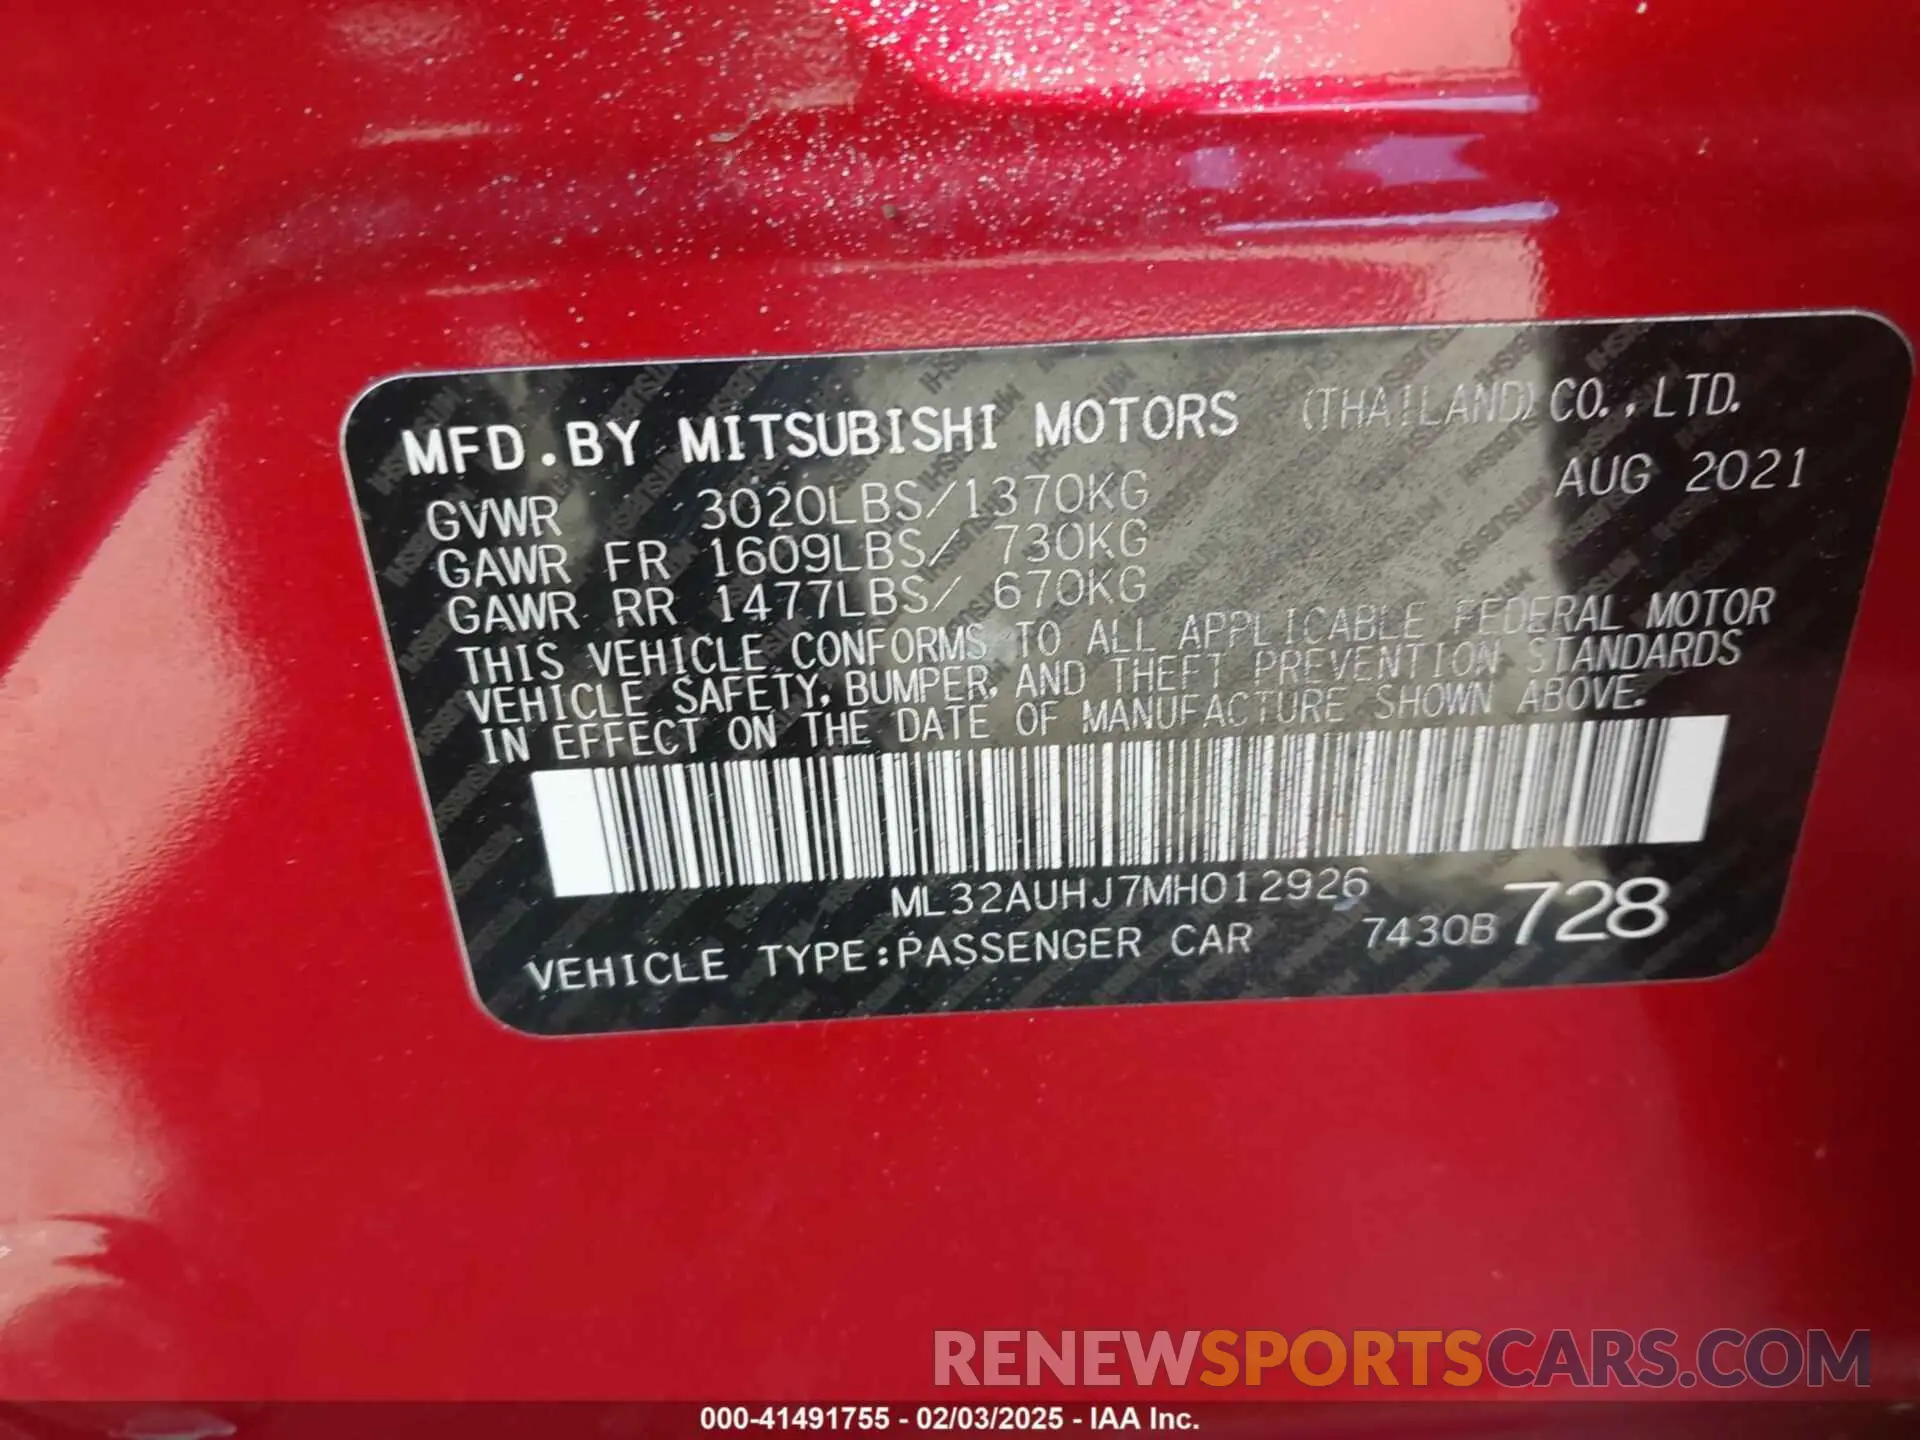 MFD.BY MITSUBISHI MOTORS (THAILAND) CO.,LTD.
AUG 2021
GVWR 3020LBS/1370KG
GAWR FR 1609LBS/ 730KG
GAWR RR 1477LBS/ 670KG
THIS VEHICLE CONFORMS TO ALL APPLICABLE FEDERAL MOTOR
VEHICLE SAFETY, BUMPER, AND THEFT PREVENTION STANDARDS
IN EFFECT ON THE DATE OF MANUFACTURE SHOWN ABOVE.
ML32AUHJ7MH012926
VEHICLE TYPE:PASSENGER CAR 7430B 728
RENEWSPORTSCARS.COM
000-41491755 - 02/03/2025 - IAA Inc.